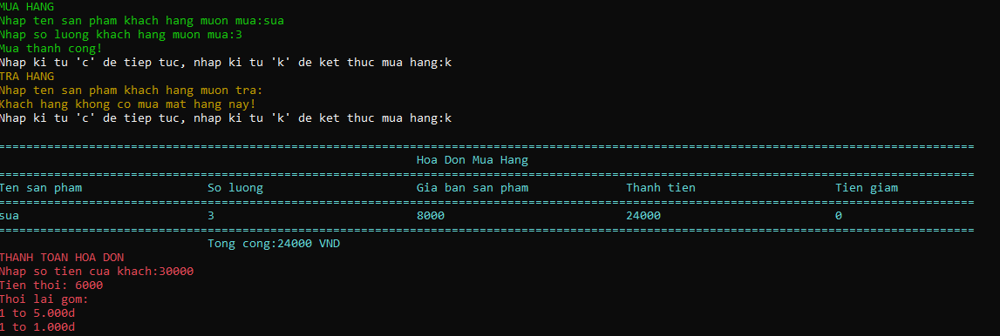 MUA HANG
Nhap ten san pham khach hang muon mua:sua
Nhap so luong khach hang muon mua:3
Mua thanh cong!
Nhap ki tu 'c' de tiep tuc, nhap ki tu 'k' de ket thuc mua hang:k
TRA HANG
Nhap ten san pham khach hang muon tra:
Khach hang khong co mua mat hang nay!
Nhap ki tu 'c' de tiep tuc, nhap ki tu 'k' de ket thuc mua hang:k
============================================================================================================================================
Hoa Don Mua Hang
============================================================================================================================================
Ten san pham So luong Gia ban san pham Thanh tien Tien giam
============================================================================================================================================
sua 3 8000 24000 0
============================================================================================================================================
Tong cong:24000 VND
THANH TOAN HOA DON
Nhap so tien cua khach:30000
Tien thoi: 6000
Thoi lai gom:
1 to 5.000d
1 to 1.000d